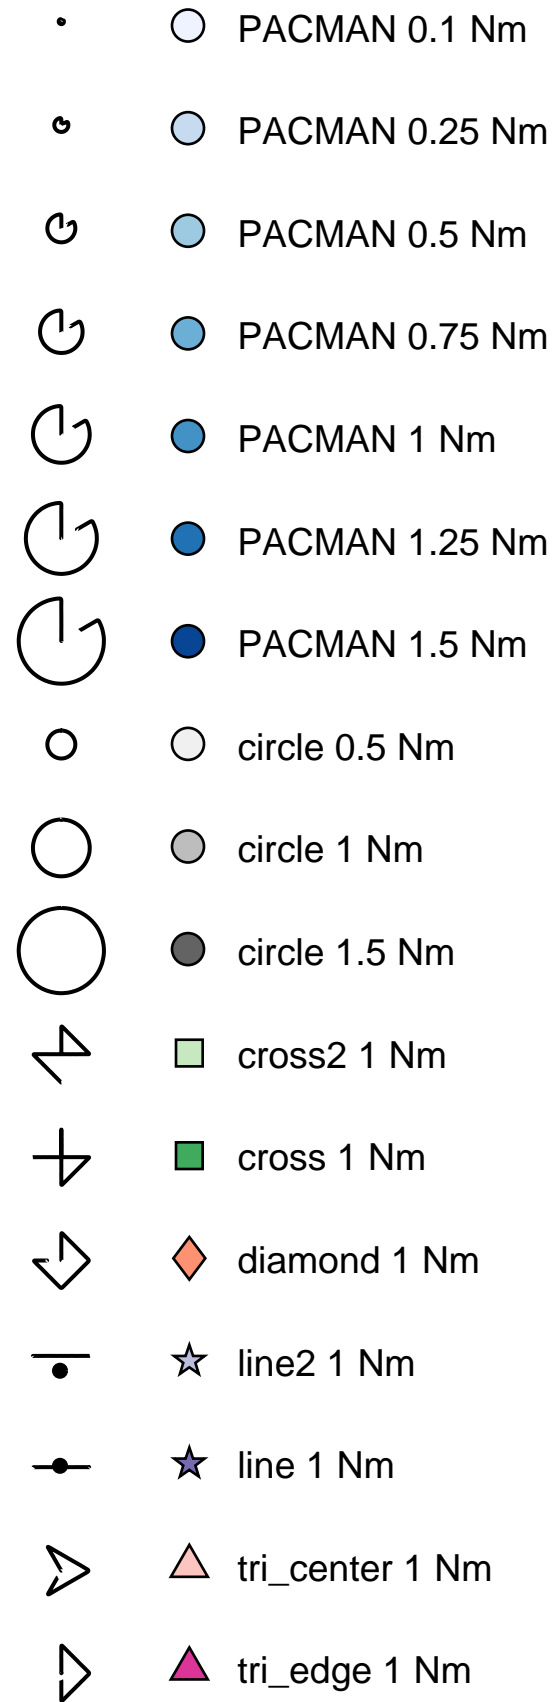 PACMAN 0.1 Nm
PACMAN 0.25 Nm
PACMAN 0.5 Nm
PACMAN 0.75 Nm
PACMAN 1 Nm
PACMAN 1.25 Nm
PACMAN 1.5 Nm
circle 0.5 Nm
circle 1 Nm
circle 1.5 Nm
cross2 1 Nm
cross 1 Nm
diamond 1 Nm
line2 1 Nm
line 1 Nm
tri_center 1 Nm
tri_edge 1 Nm